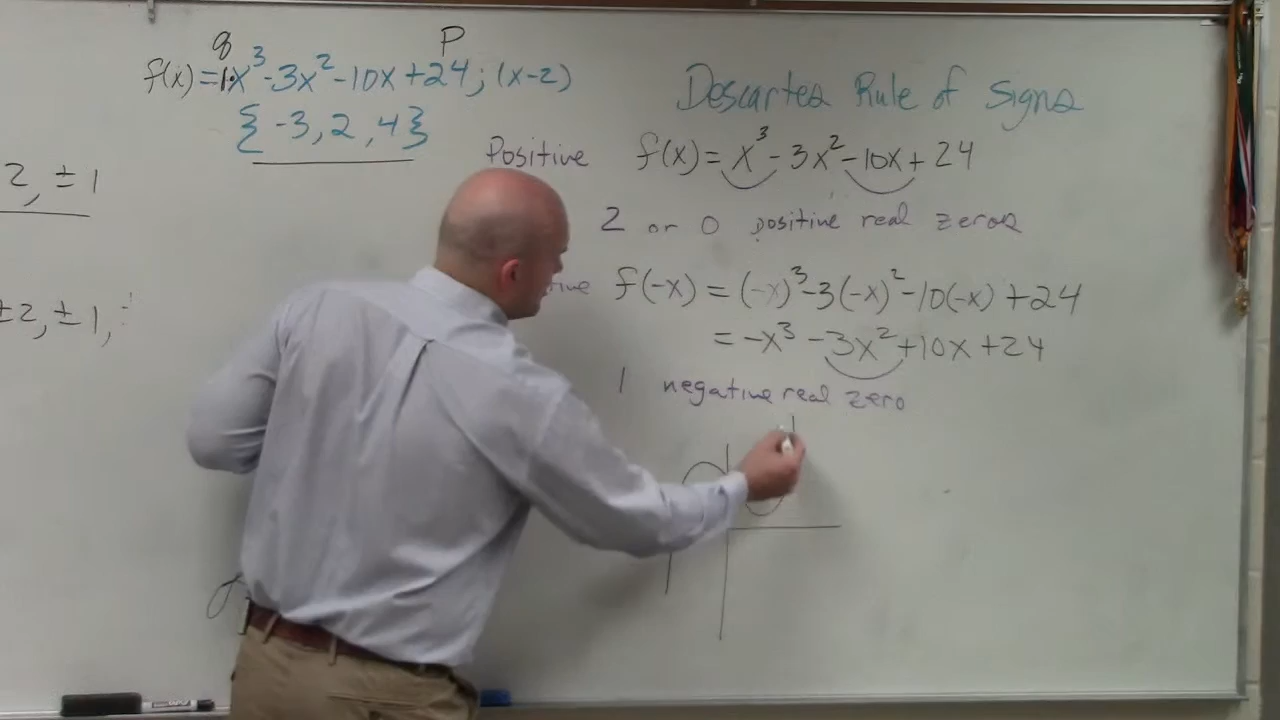 q p
f(x) = 1x³ - 3x² - 10x + 24 ; (x-2)
{ -3, 2, 4 }
2, ± 1
±2, ± 1,
Descartes Rule of Signs
Positive f(x) = x³ - 3x² - 10x + 24
2 or 0 positive real zeros
f(-x) = (-x)³ - 3(-x)² - 10(-x) + 24
= -x³ - 3x² + 10x + 24
1 negative real zero